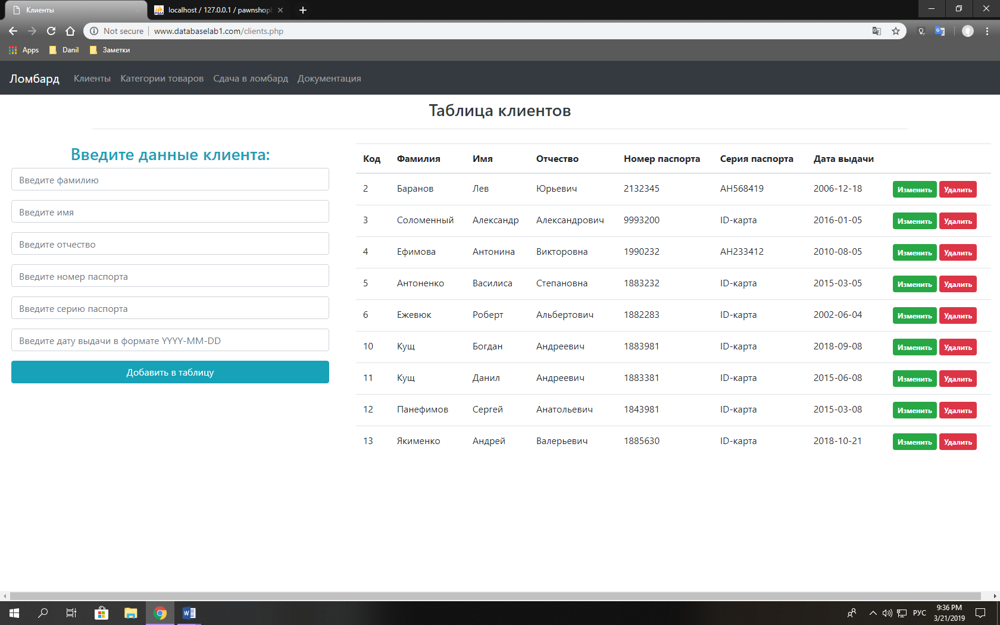 Клиенты
localhost / 127.0.0.1 / pawnshop
Not secure | www.databaselab1.com/clients.php
Apps Danil Заметки
Ломбард Клиенты Категории товаров Сдача в ломбард Документация
Таблица клиентов
Введите данные клиента:
Введите фамилию
Введите имя
Введите отчество
Введите номер паспорта
Введите серию паспорта
Введите дату выдачи в формате YYYY-MM-DD
Добавить в таблицу
Код Фамилия Имя Отчество Номер паспорта Серия паспорта Дата выдачи
2 Баранов Лев Юрьевич 2132345 АН568419 2006-12-18 Изменить Удалить
3 Соломенный Александр Александрович 9993200 ID-карта 2016-01-05 Изменить Удалить
4 Ефимова Антонина Викторовна 1990232 АН233412 2010-08-05 Изменить Удалить
5 Антоненко Василиса Степановна 1883232 ID-карта 2015-03-05 Изменить Удалить
6 Ежевюк Роберт Альбертович 1882283 ID-карта 2002-06-04 Изменить Удалить
10 Кущ Богдан Андреевич 1883981 ID-карта 2018-09-08 Изменить Удалить
11 Кущ Данил Андреевич 1883381 ID-карта 2015-06-08 Изменить Удалить
12 Панефимов Сергей Анатольевич 1843981 ID-карта 2015-03-08 Изменить Удалить
13 Якименко Андрей Валерьевич 1885630 ID-карта 2018-10-21 Изменить Удалить
РУС
9:36 PM
3/21/2019